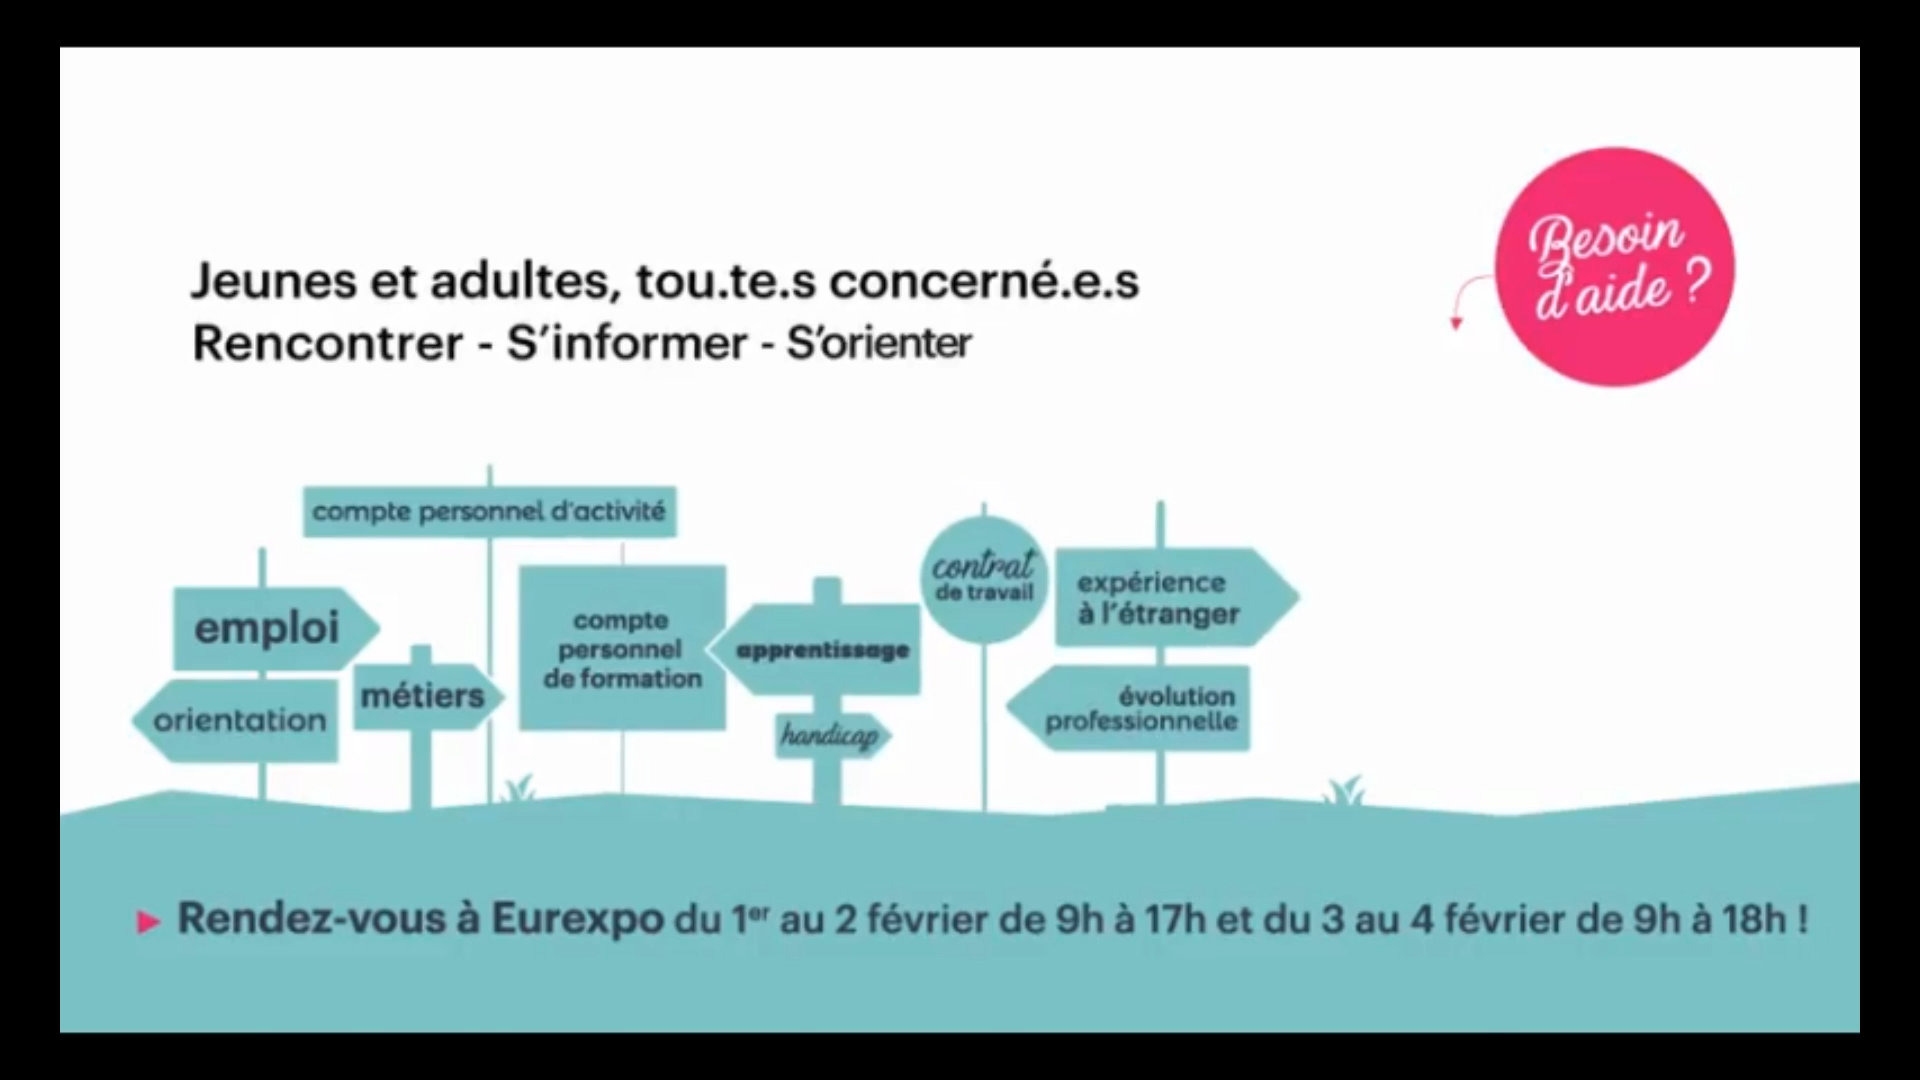 Besoin
d'aide ?
Jeunes et adultes, tou.te.s concerné.e.s
Rencontrer - S'informer - S'orienter
compte personnel d'activité
emploi
orientation
métiers
compte
personnel
de formation
apprentissage
handicap
contrat
de travail
expérience
à l'étranger
évolution
professionnelle
Rendez-vous à Eurexpo du 1er au 2 février de 9h à 17h et du 3 au 4 février de 9h à 18h !